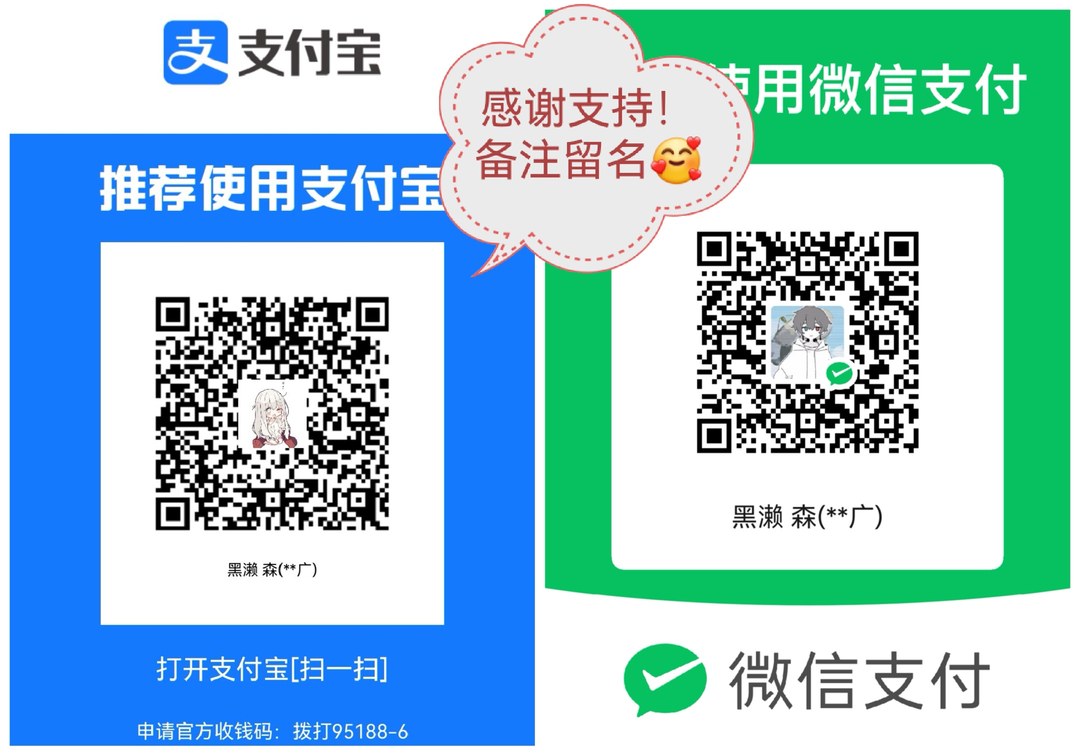 支 支付宝
推荐使用支付宝
黑濑 森(**广)
打开支付宝[扫一扫]
申请官方收钱码：拨打95188-6
感谢支持！
备注留名
使用微信支付
黑濑 森(**广)
微信支付